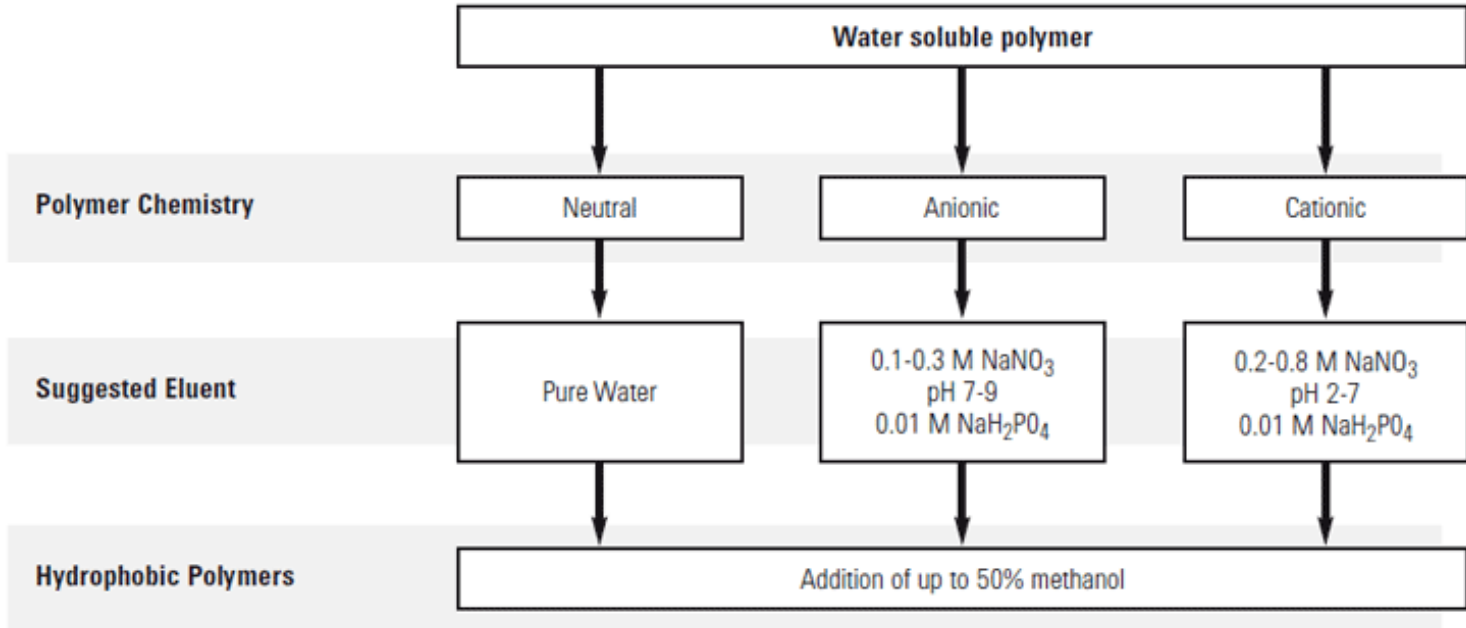 Water soluble polymer
Polymer Chemistry
Neutral
Anionic
Cationic
Suggested Eluent
Pure Water
0.1-0.3 M NaNO₃
pH 7-9
0.01 M NaH₂PO₄
0.2-0.8 M NaNO₃
pH 2-7
0.01 M NaH₂PO₄
Hydrophobic Polymers
Addition of up to 50% methanol